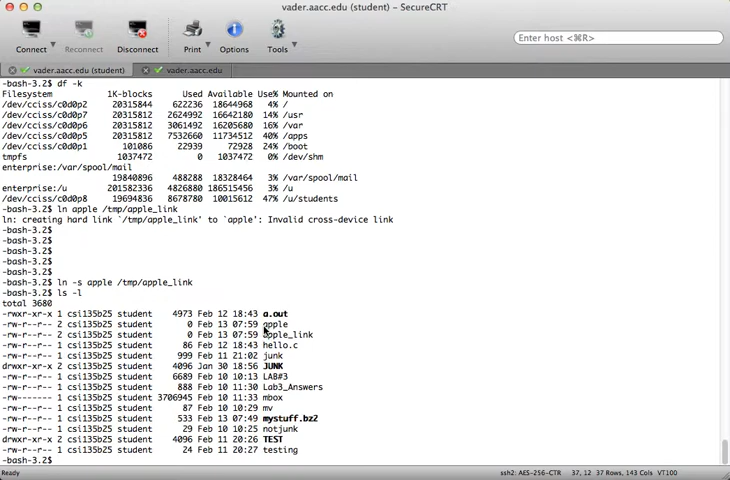 vader.aacc.edu (student) – SecureCRT
Connect
Reconnect
Disconnect
Print
Options
Tools
Enter host <⌘R>
vader.aacc.edu (student)
vader.aacc.edu
-bash-3.2$ df -k
Filesystem 1K-blocks Used Available Use% Mounted on
/dev/cciss/c0d0p2 20315844 622236 18644968 4% /
/dev/cciss/c0d0p7 20315812 2624992 16642180 14% /usr
/dev/cciss/c0d0p6 20315812 3061492 16205680 16% /var
/dev/cciss/c0d0p5 20315812 7532660 11734512 40% /apps
/dev/cciss/c0d0p1 101086 22939 72928 24% /boot
tmpfs 1037472 0 1037472 0% /dev/shm
enterprise:/var/spool/mail
19840896 488288 18328464 3% /var/spool/mail
enterprise:/u 201582336 4826880 186515456 3% /u
/dev/cciss/c0d0p8 19694836 8678780 10015612 47% /u/students
-bash-3.2$ ln apple /tmp/apple_link
ln: creating hard link `/tmp/apple_link' to `apple': Invalid cross-device link
-bash-3.2$
-bash-3.2$
-bash-3.2$
-bash-3.2$
-bash-3.2$
-bash-3.2$ ln -s apple /tmp/apple_link
-bash-3.2$ ls -l
total 3680
-rwxr-xr-x 1 csi135b25 student 4973 Feb 12 18:43 a.out
-rw-r--r-- 2 csi135b25 student 0 Feb 13 07:59 apple
-rw-r--r-- 2 csi135b25 student 0 Feb 13 07:59 apple_link
-rw-r--r-- 1 csi135b25 student 86 Feb 12 18:43 hello.c
-rw-r--r-- 1 csi135b25 student 999 Feb 11 21:02 junk
drwxr-xr-x 2 csi135b25 student 4096 Jan 30 18:56 JUNK
-rw-r--r-- 1 csi135b25 student 6689 Feb 10 10:13 LAB#3
-rw-r--r-- 1 csi135b25 student 888 Feb 10 11:30 Lab3_Answers
-rw------- 1 csi135b25 student 3706945 Feb 10 11:33 mbox
-rw-r--r-- 1 csi135b25 student 87 Feb 10 10:29 mv
-rw-r--r-- 1 csi135b25 student 533 Feb 13 07:49 mystuff.bz2
-rw-r--r-- 1 csi135b25 student 29 Feb 10 10:25 notjunk
drwxr-xr-x 2 csi135b25 student 4096 Feb 11 20:26 TEST
-rw-r--r-- 1 csi135b25 student 24 Feb 11 20:27 testing
-bash-3.2$
Ready
ssh2: AES-256-CTR 37, 12 37 Rows, 143 Cols VT100